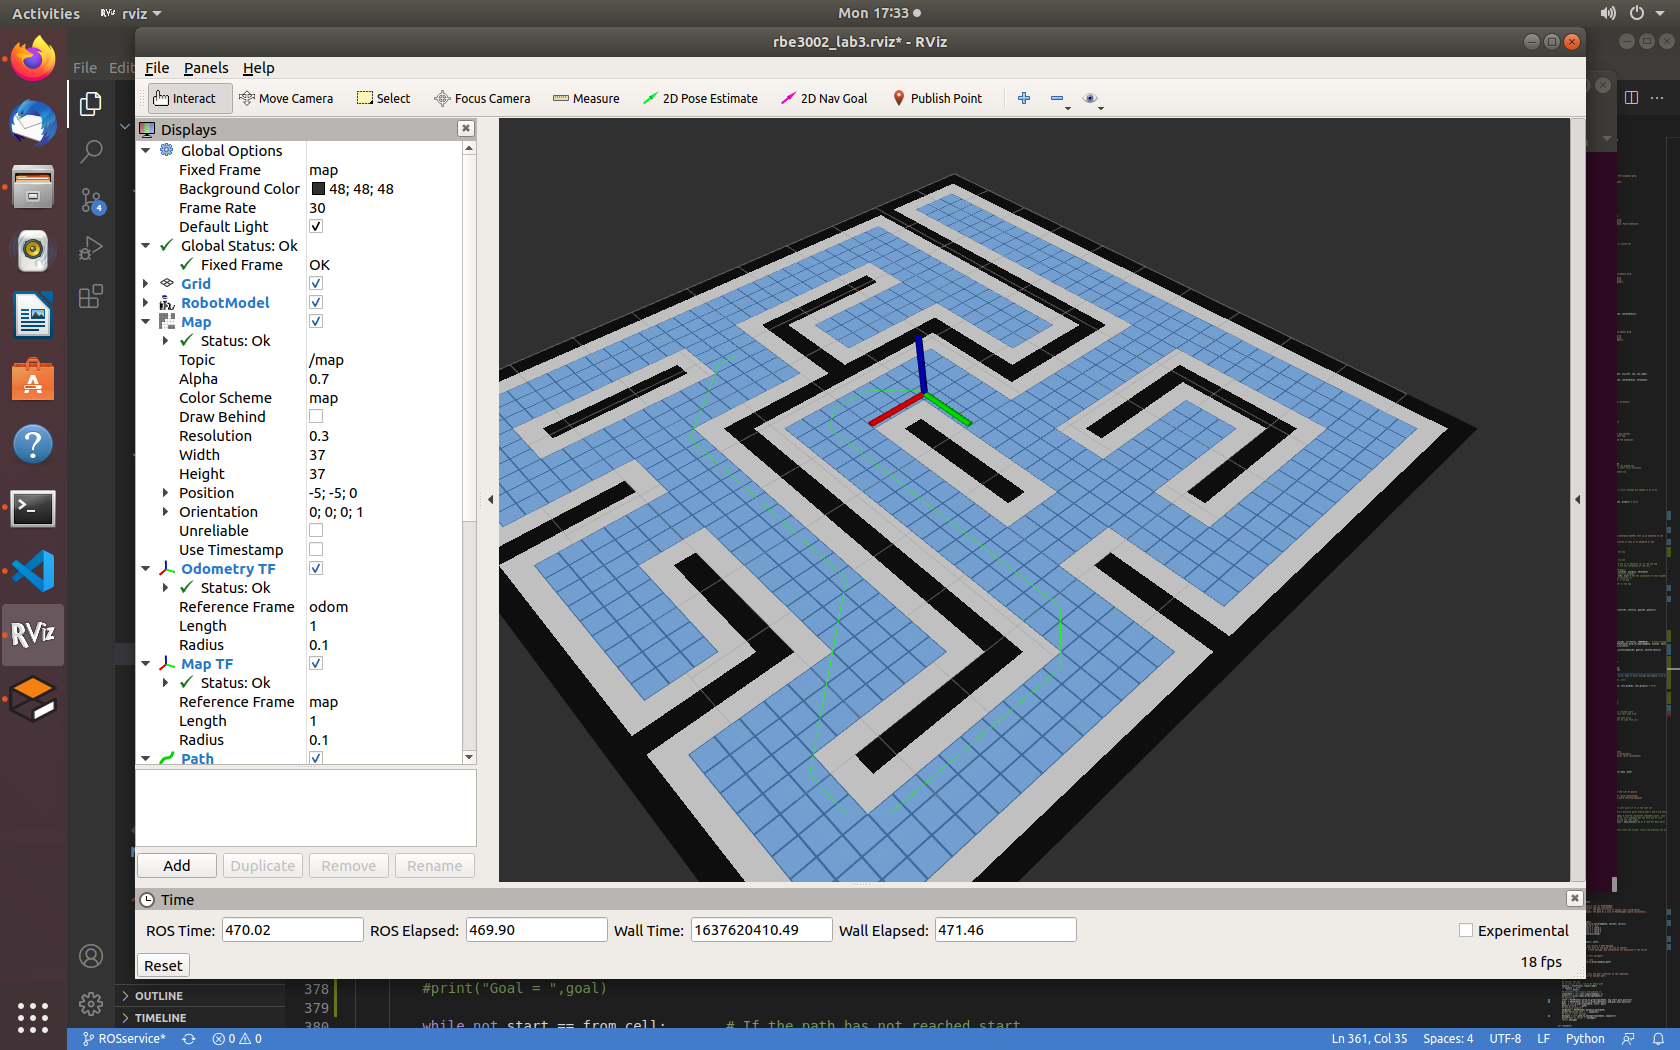 Activities
RViz rviz
Mon 17:33
rbe3002_lab3.rviz* - RViz
File Edit
File Panels Help
Interact Move Camera Select Focus Camera Measure 2D Pose Estimate 2D Nav Goal Publish Point
Displays
Global Options
Fixed Frame map
Background Color 48; 48; 48
Frame Rate 30
Default Light
Global Status: Ok
Fixed Frame OK
Grid
RobotModel
Map
Status: Ok
Topic /map
Alpha 0.7
Color Scheme map
Draw Behind
Resolution 0.3
Width 37
Height 37
Position -5; -5; 0
Orientation 0; 0; 0; 1
Unreliable
Use Timestamp
Odometry TF
Status: Ok
Reference Frame odom
Length 1
Radius 0.1
Map TF
Status: Ok
Reference Frame map
Length 1
Radius 0.1
Path
4
RViz
Add Duplicate Remove Rename
Time
ROS Time: 470.02 ROS Elapsed: 469.90 Wall Time: 1637620410.49 Wall Elapsed: 471.46 Experimental
Reset 18 fps
OUTLINE
TIMELINE
378 #print("Goal = ",goal)
379
380 while not start == from_cell: # If the path has not reached start
ROSservice* 0 0 Ln 361, Col 35 Spaces: 4 UTF-8 LF Python